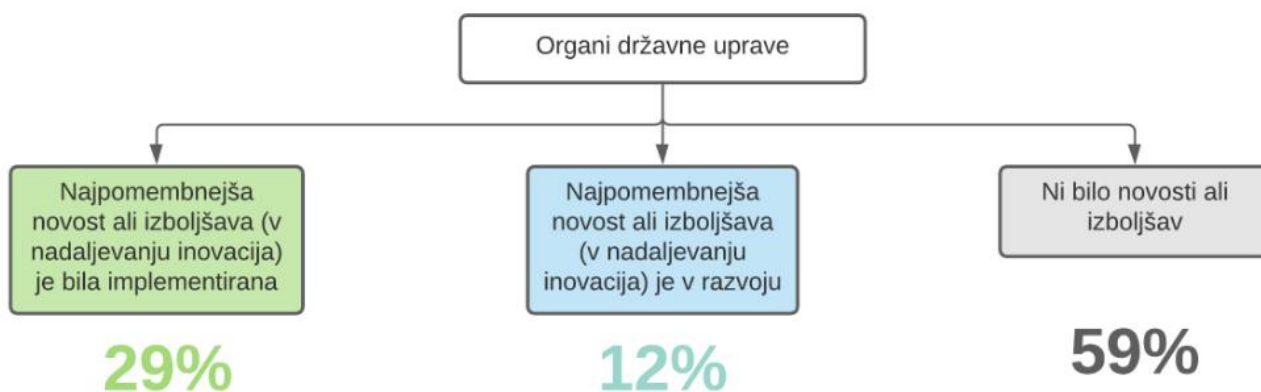 Organi državne uprave
Najpomembnejša
novost ali izboljšava (v
nadaljevanju inovacija)
je bila implementirana
29%
Najpomembnejša
novost ali izboljšava
(v nadaljevanju
inovacija) je v razvoju
12%
Ni bilo novosti ali
izboljšav
59%